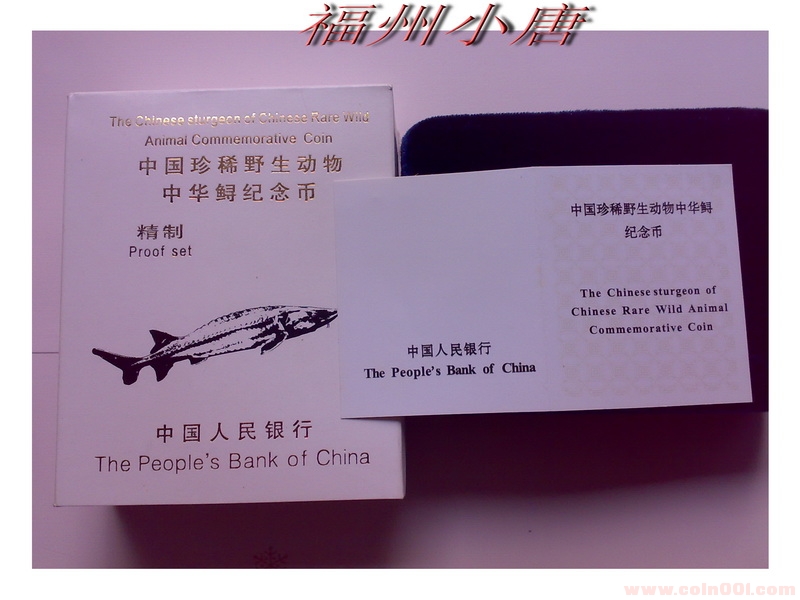 福州小唐
The Chinese sturgeon of Chinese Rare Wild
Animal Commemorative Coin
中国珍稀野生动物
中华鲟纪念币
精制
Proof set
中国人民银行
The People's Bank of China
中国人民银行
The People's Bank of China
中国珍稀野生动物中华鲟
纪念币
The Chinese sturgeon of
Chinese Rare Wild Animal
Commemorative Coin
www.coin001.com